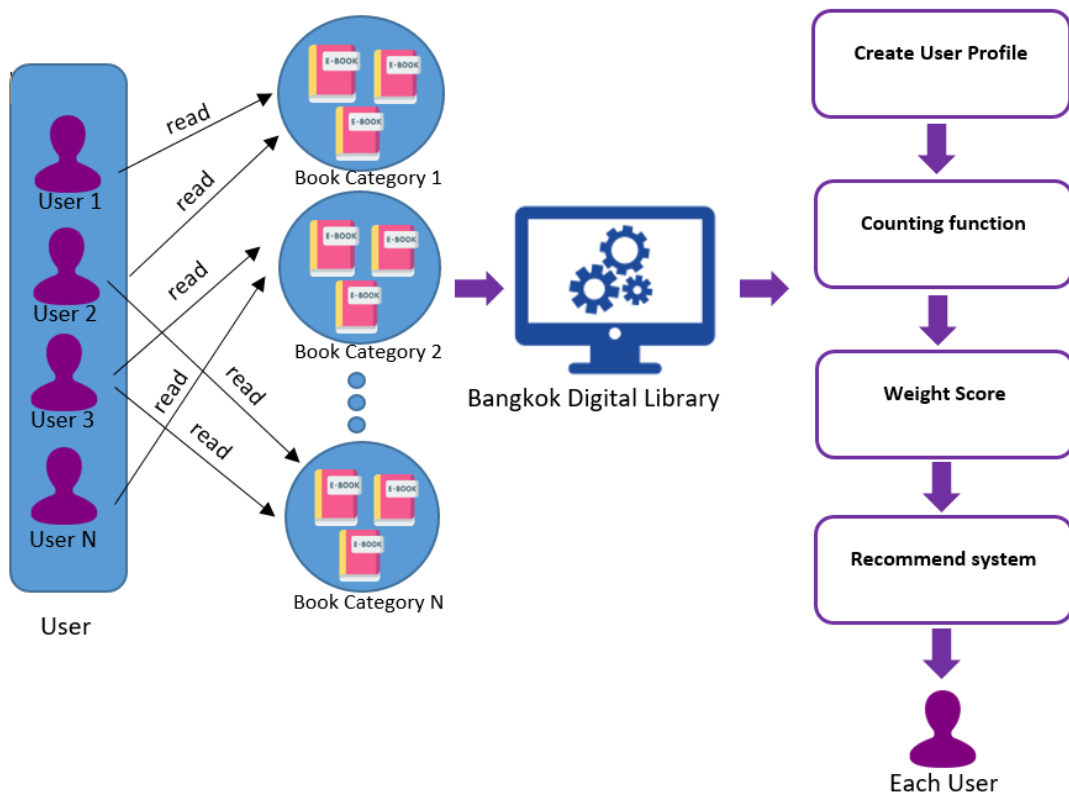 User 1
User 2
User 3
User N
User
read
read
read
read
read
read
E-BOOK
E-BOOK
E-BOOK
Book Category 1
E-BOOK
E-BOOK
E-BOOK
Book Category 2
E-BOOK
E-BOOK
E-BOOK
Book Category N
Bangkok Digital Library
Create User Profile
Counting function
Weight Score
Recommend system
Each User